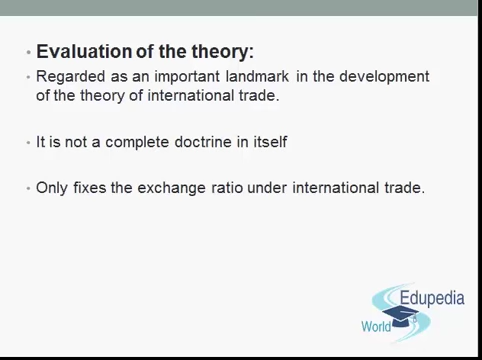 Evaluation of the theory:
Regarded as an important landmark in the development
of the theory of international trade.
It is not a complete doctrine in itself
Only fixes the exchange ratio under international trade.
Edupedia
World